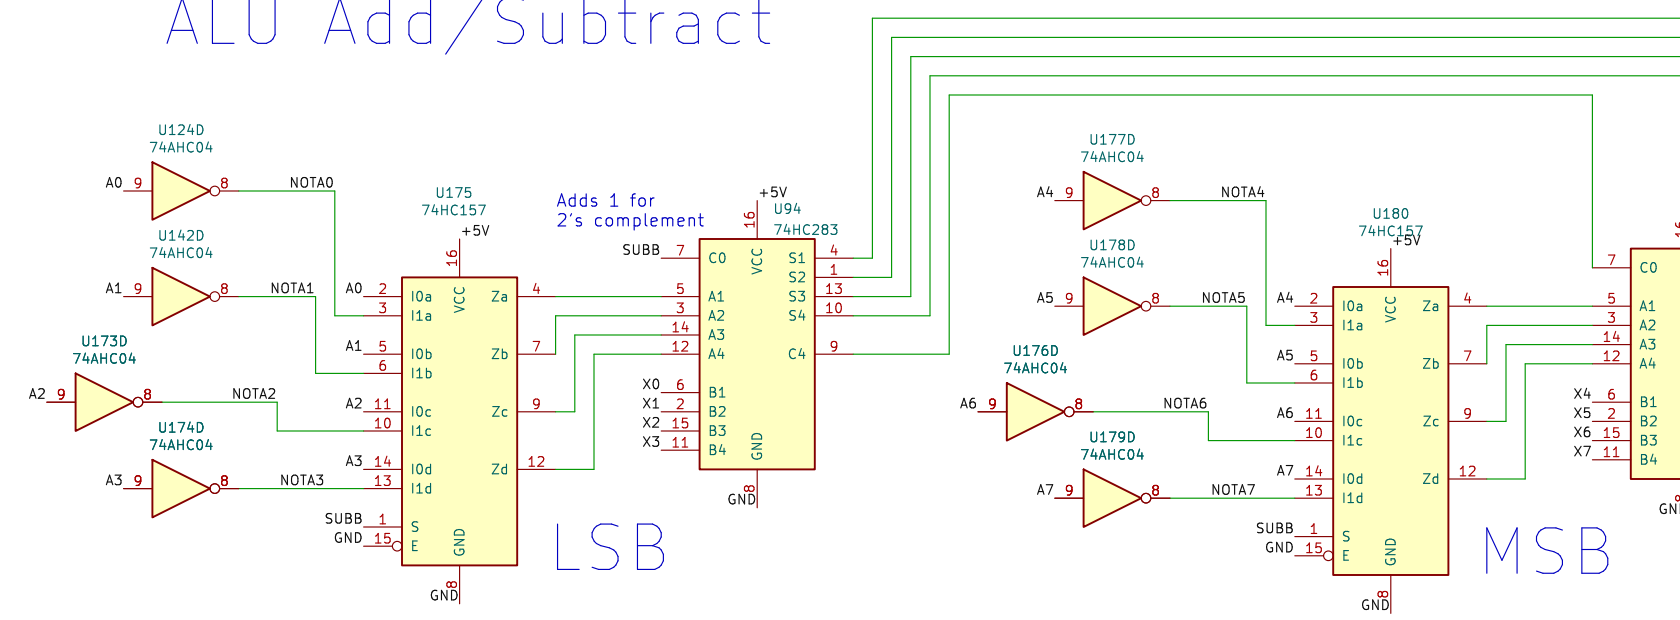 ALU Add/Subtract
U124D
74AHC04
A0 9 8 NOTA0
U142D
74AHC04
A1 9 8 NOTA1
U173D
74AHC04
A2 9 8 NOTA2
U174D
74AHC04
A3 9 8 NOTA3
U175
74HC157
+5V
16
VCC
A0 2 I0a
3 I1a
A1 5 I0b
6 I1b
A2 11 I0c
10 I1c
A3 14 I0d
13 I1d
SUBB 1 S
GND 15 E
Za 4
Zb 7
Zc 9
Zd 12
GND
8
GND
LSB
Adds 1 for
2's complement
+5V
U94
74HC283
16
VCC
SUBB 7 C0
5 A1
3 A2
14 A3
12 A4
X0 6 B1
X1 2 B2
X2 15 B3
X3 11 B4
S1 4
S2 1
S3 13
S4 10
C4 9
GND
8
GND
U177D
74AHC04
A4 9 8 NOTA4
U178D
74AHC04
A5 9 8 NOTA5
U176D
74AHC04
A6 9 8 NOTA6
U179D
74AHC04
A7 9 8 NOTA7
U180
74HC157
+5V
16
VCC
A4 2 I0a
3 I1a
A5 5 I0b
6 I1b
A6 11 I0c
10 I1c
A7 14 I0d
13 I1d
SUBB 1 S
GND 15 E
Za 4
Zb 7
Zc 9
Zd 12
GND
8
GND
MSB
7 C0
5 A1
3 A2
14 A3
12 A4
X4 6 B1
X5 2 B2
X6 15 B3
X7 11 B4